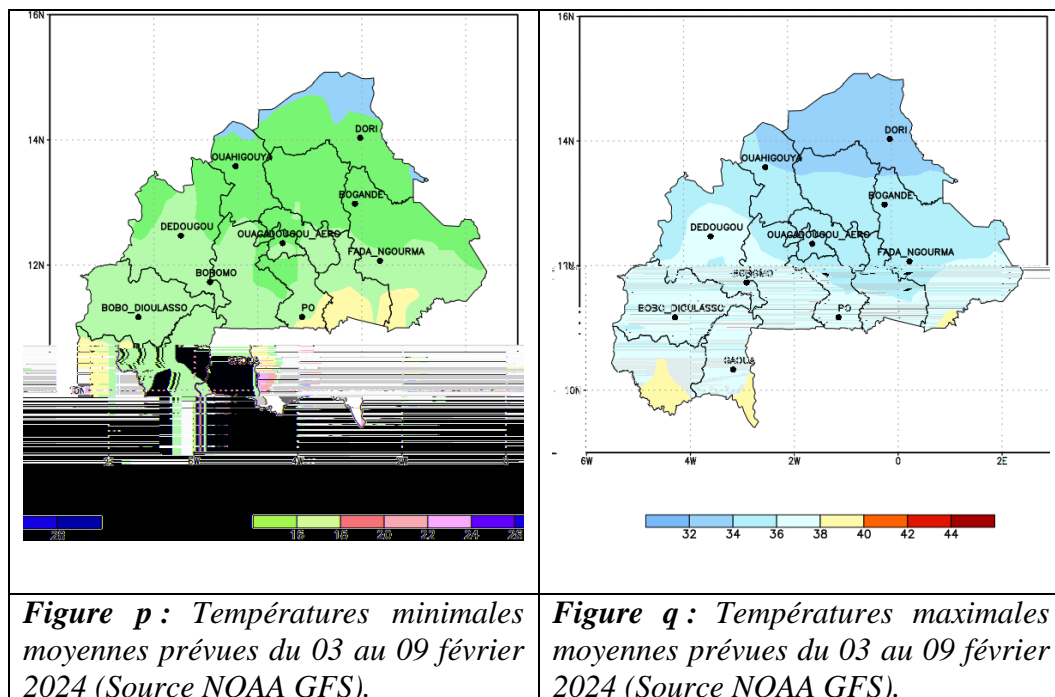 16N
14N
12N
DORI
OUAHIGOUYA
BOGANDE
DEDOUGOU
OUAGADOUGOU_AERO
FADA_NGOURMA
BOROMO
BOBO_DIOULASSO
PO
16 18 20 22 24 26
16N
14N
DORI
OUAHIGOUYA
BOGANDE
DEDOUGOU
OUAGADOUGOU_AERO
FADA_NGOURMA
BOBO_DIOULASSO
PO
GAOUA
6W 4W 2W 0 2E
32 34 36 38 40 42 44
Figure p : Températures minimales
moyennes prévues du 03 au 09 février
2024 (Source NOAA GFS).
Figure q : Températures maximales
moyennes prévues du 03 au 09 février
2024 (Source NOAA GFS).